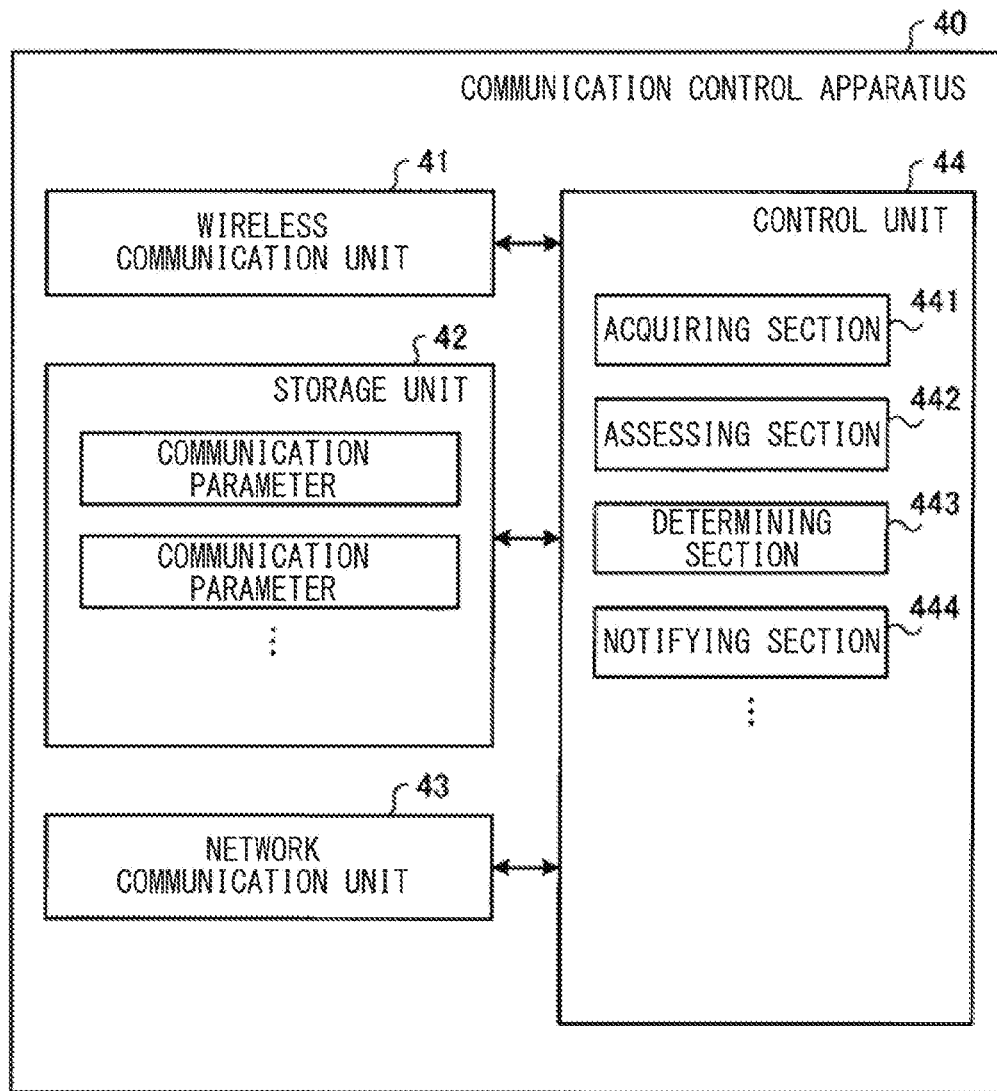 40
COMMUNICATION CONTROL APPARATUS
41
WIRELESS
COMMUNICATION UNIT
42
STORAGE UNIT
COMMUNICATION
PARAMETER
COMMUNICATION
PARAMETER
43
NETWORK
COMMUNICATION UNIT
44
CONTROL UNIT
441
ACQUIRING SECTION
442
ASSESSING SECTION
443
DETERMINING
SECTION
444
NOTIFYING SECTION